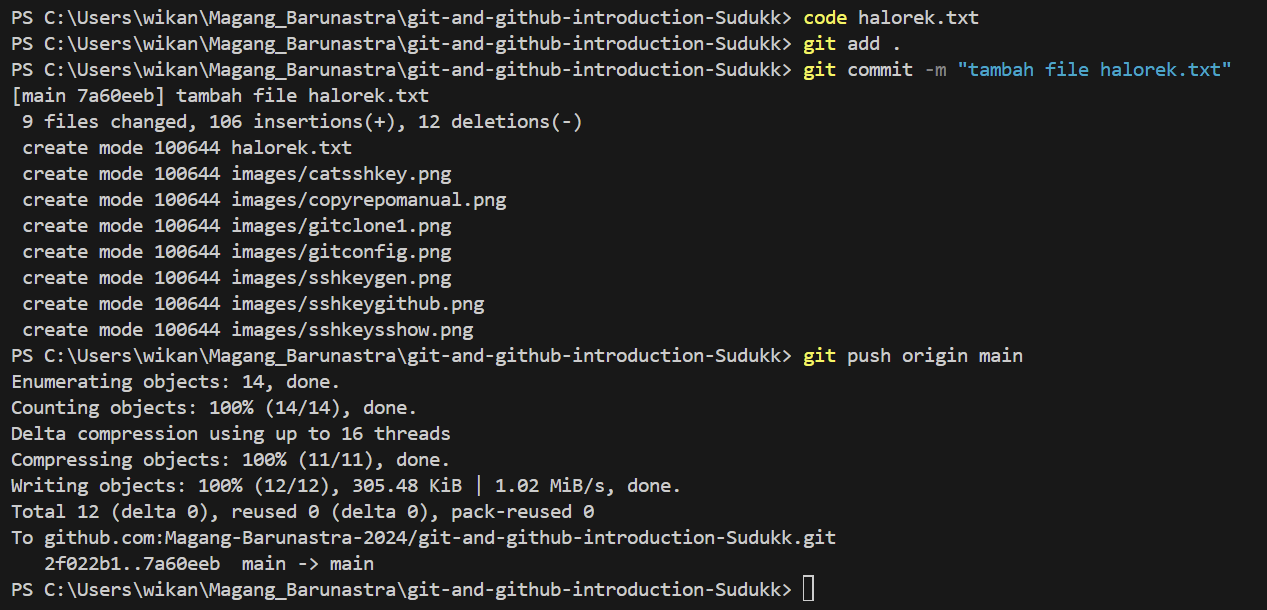 PS C:\Users\wikan\Magang_Barunastra\git-and-github-introduction-Sudukk> code halorek.txt
PS C:\Users\wikan\Magang_Barunastra\git-and-github-introduction-Sudukk> git add .
PS C:\Users\wikan\Magang_Barunastra\git-and-github-introduction-Sudukk> git commit -m "tambah file halorek.txt"
[main 7a60eeb] tambah file halorek.txt
 9 files changed, 106 insertions(+), 12 deletions(-)
 create mode 100644 halorek.txt
 create mode 100644 images/catsshkey.png
 create mode 100644 images/copyrepomanual.png
 create mode 100644 images/gitclone1.png
 create mode 100644 images/gitconfig.png
 create mode 100644 images/sshkeygen.png
 create mode 100644 images/sshkeygithub.png
 create mode 100644 images/sshkeysshow.png
PS C:\Users\wikan\Magang_Barunastra\git-and-github-introduction-Sudukk> git push origin main
Enumerating objects: 14, done.
Counting objects: 100% (14/14), done.
Delta compression using up to 16 threads
Compressing objects: 100% (11/11), done.
Writing objects: 100% (12/12), 305.48 KiB | 1.02 MiB/s, done.
Total 12 (delta 0), reused 0 (delta 0), pack-reused 0
To github.com:Magang-Barunastra-2024/git-and-github-introduction-Sudukk.git
   2f022b1..7a60eeb  main -> main
PS C:\Users\wikan\Magang_Barunastra\git-and-github-introduction-Sudukk>